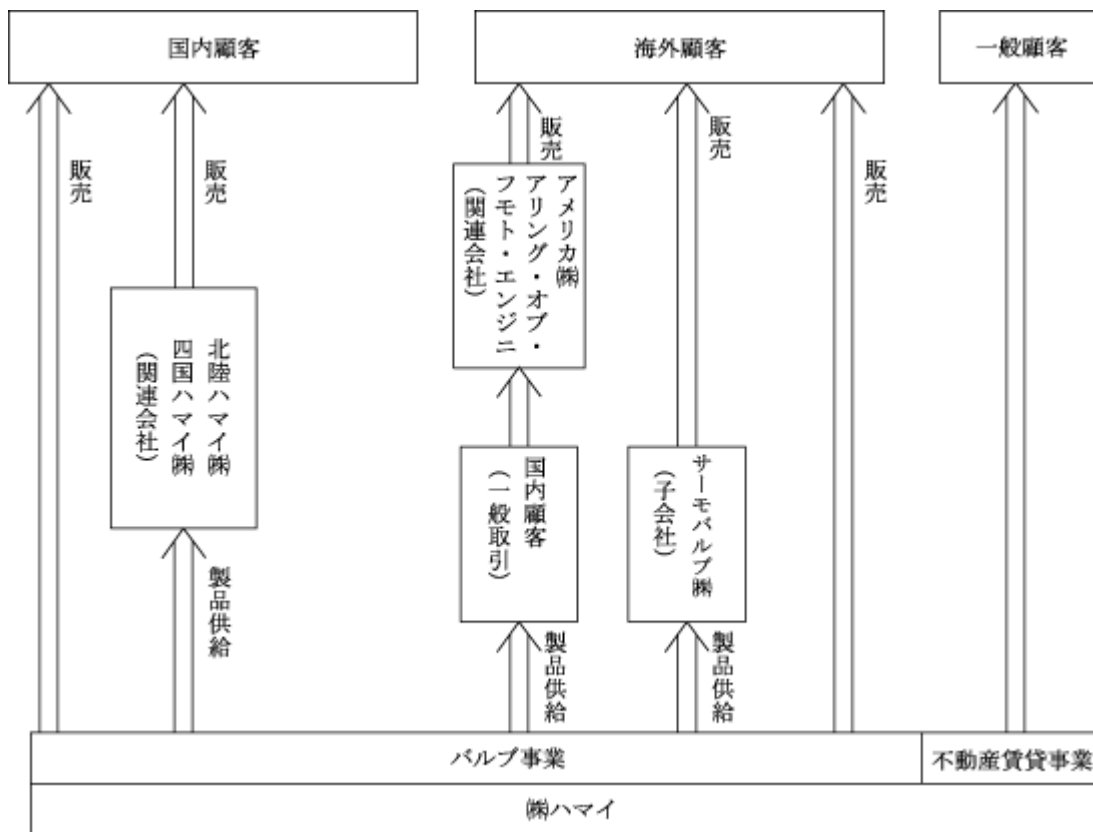 国内顧客
海外顧客
一般顧客
販売
販売
販売
販売
販売
アメリカ㈱
アリング・オブ・
フモト・エンジニ
(関連会社)
北陸ハマイ㈱
四国ハマイ㈱
(関連会社)
国内顧客
(一般取引)
サーモバルブ㈱
(子会社)
製品供給
製品供給
製品供給
バルブ事業
不動産賃貸事業
㈱ハマイ